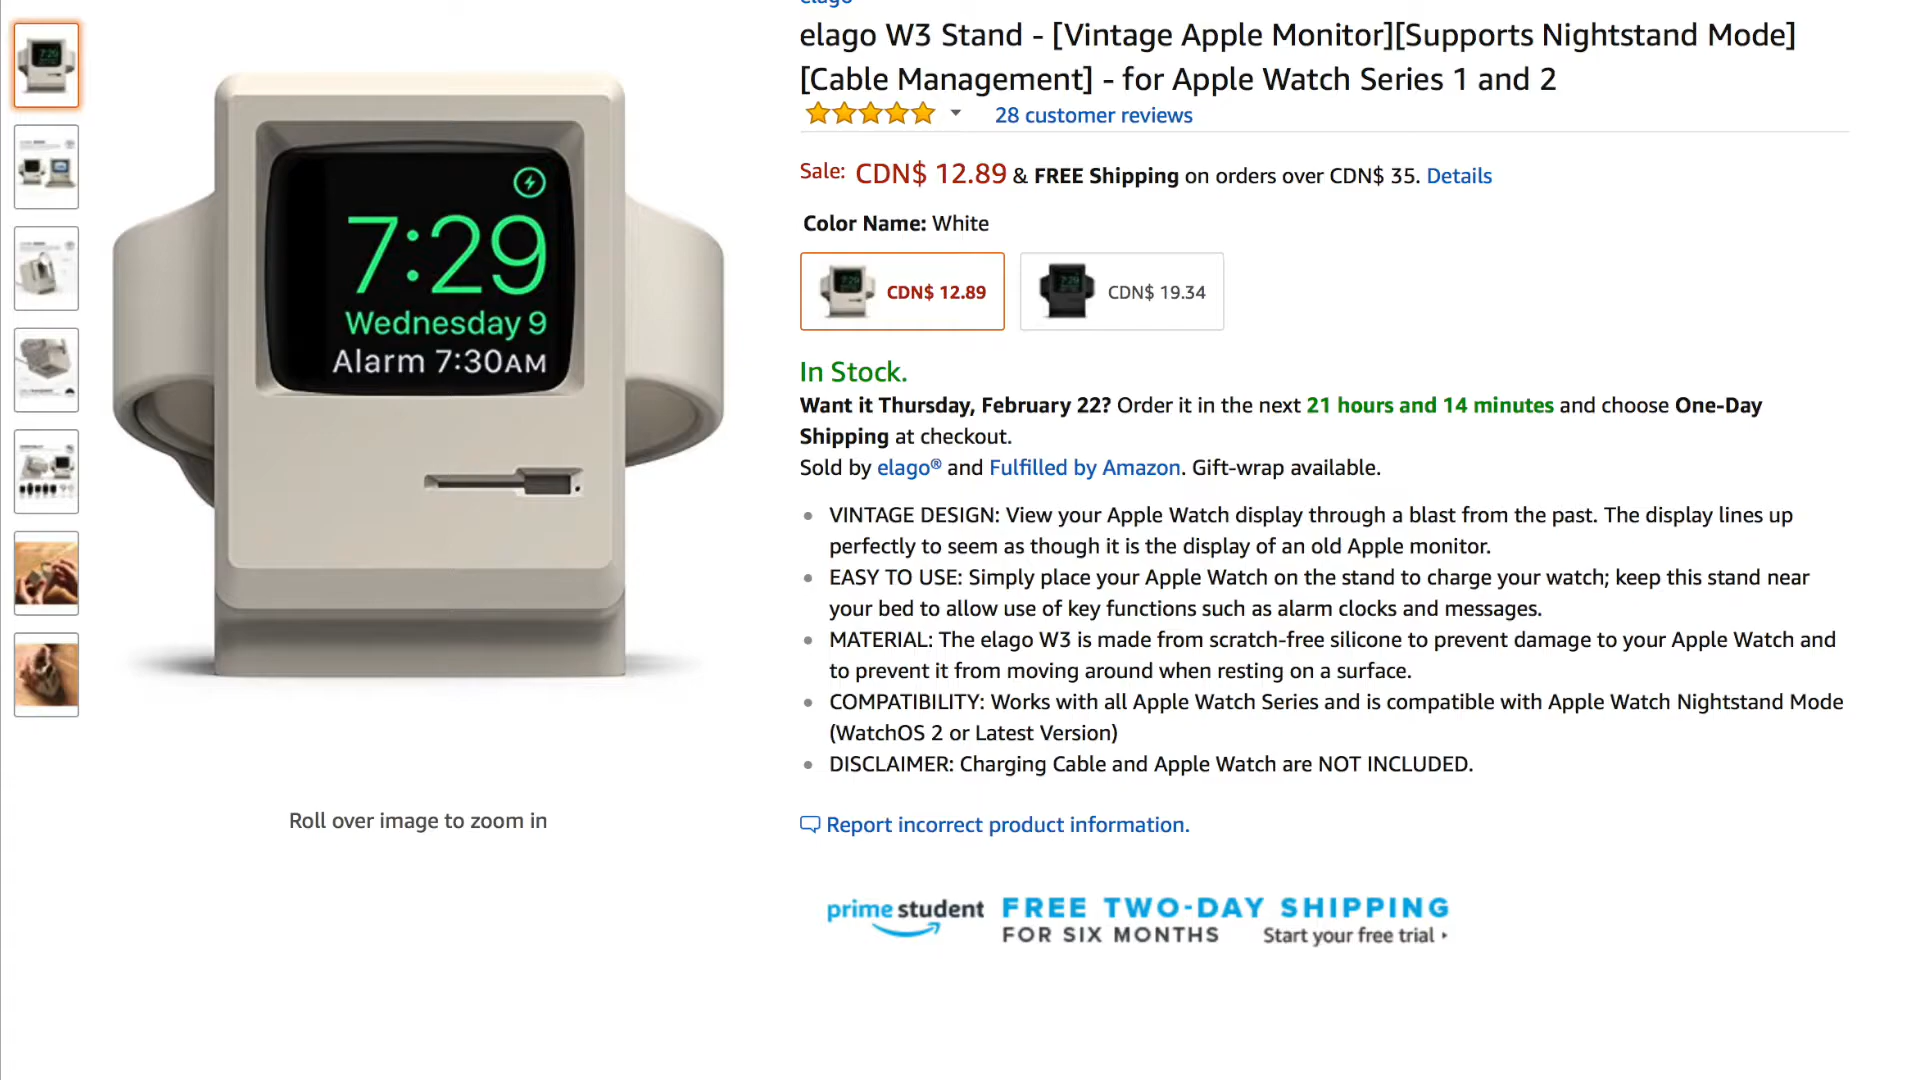 elago
elago W3 Stand - [Vintage Apple Monitor][Supports Nightstand Mode]
[Cable Management] - for Apple Watch Series 1 and 2
28 customer reviews
Sale: CDN$ 12.89 & FREE Shipping on orders over CDN$ 35. Details
Color Name: White
CDN$ 12.89 CDN$ 19.34
7:29
Wednesday 9
Alarm 7:30AM
In Stock.
Want it Thursday, February 22? Order it in the next 21 hours and 14 minutes and choose One-Day
Shipping at checkout.
Sold by elago® and Fulfilled by Amazon. Gift-wrap available.
VINTAGE DESIGN: View your Apple Watch display through a blast from the past. The display lines up
perfectly to seem as though it is the display of an old Apple monitor.
EASY TO USE: Simply place your Apple Watch on the stand to charge your watch; keep this stand near
your bed to allow use of key functions such as alarm clocks and messages.
MATERIAL: The elago W3 is made from scratch-free silicone to prevent damage to your Apple Watch and
to prevent it from moving around when resting on a surface.
COMPATIBILITY: Works with all Apple Watch Series and is compatible with Apple Watch Nightstand Mode
(WatchOS 2 or Latest Version)
DISCLAIMER: Charging Cable and Apple Watch are NOT INCLUDED.
Roll over image to zoom in
Report incorrect product information.
prime student FREE TWO-DAY SHIPPING
FOR SIX MONTHS Start your free trial